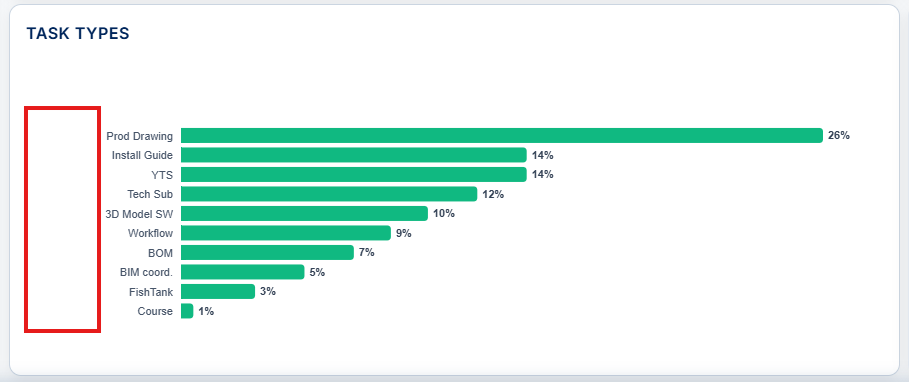 TASK TYPES
Prod Drawing 26%
Install Guide 14%
YTS 14%
Tech Sub 12%
3D Model SW 10%
Workflow 9%
BOM 7%
BIM coord. 5%
FishTank 3%
Course 1%